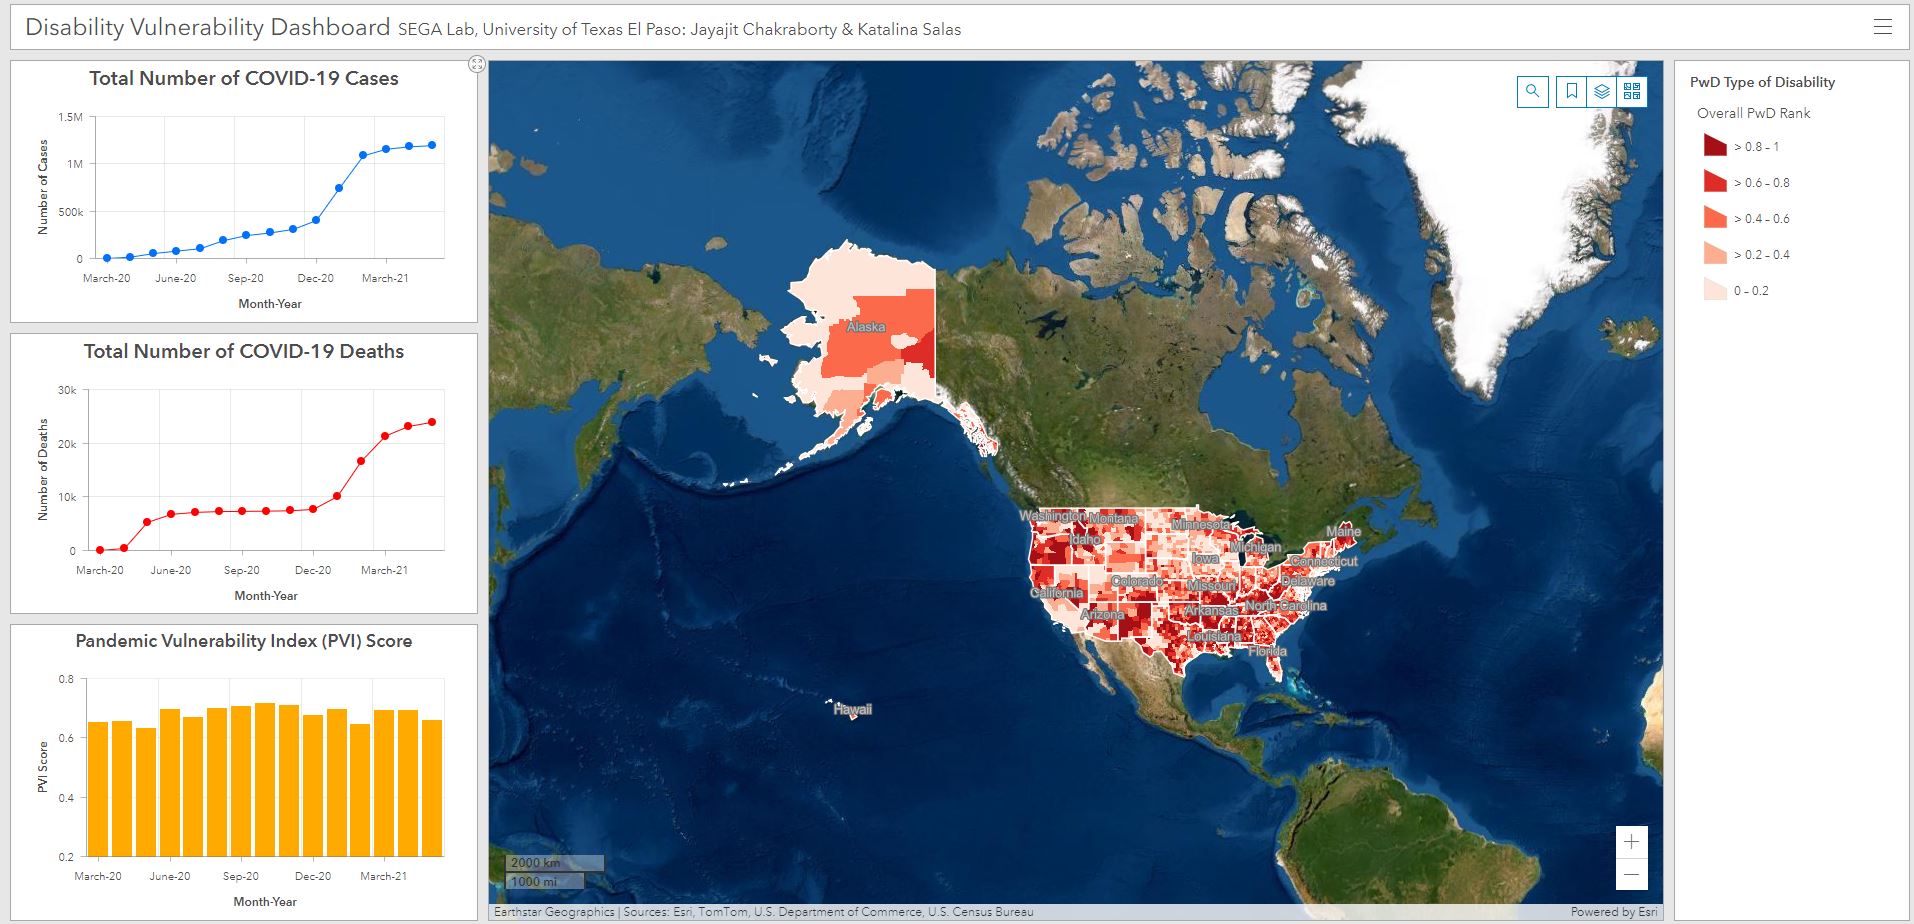 Disability Vulnerability Dashboard SEGA Lab, University of Texas El Paso: Jayajit Chakraborty & Katalina Salas
Total Number of COVID-19 Cases
Number of Cases
1.5M
1M
500k
0
March-20 June-20 Sep-20 Dec-20 March-21
Month-Year
Total Number of COVID-19 Deaths
Number of Deaths
30k
20k
10k
0
March-20 June-20 Sep-20 Dec-20 March-21
Month-Year
Pandemic Vulnerability Index (PVI) Score
PVI Score
0.8
0.6
0.4
0.2
March-20 June-20 Sep-20 Dec-20 March-21
Month-Year
Alaska
Washington Montana Minnesota Maine
Idaho Michigan
Iowa Connecticut
Colorado Missouri Delaware
California
Arizona Arkansas North Carolina
Louisiana
Florida
Hawaii
2000 km
1000 mi
Earthstar Geographics | Sources: Esri, TomTom, U.S. Department of Commerce, U.S. Census Bureau
Powered by Esri
PwD Type of Disability
Overall PwD Rank
> 0.8 - 1
> 0.6 - 0.8
> 0.4 - 0.6
> 0.2 - 0.4
0 - 0.2